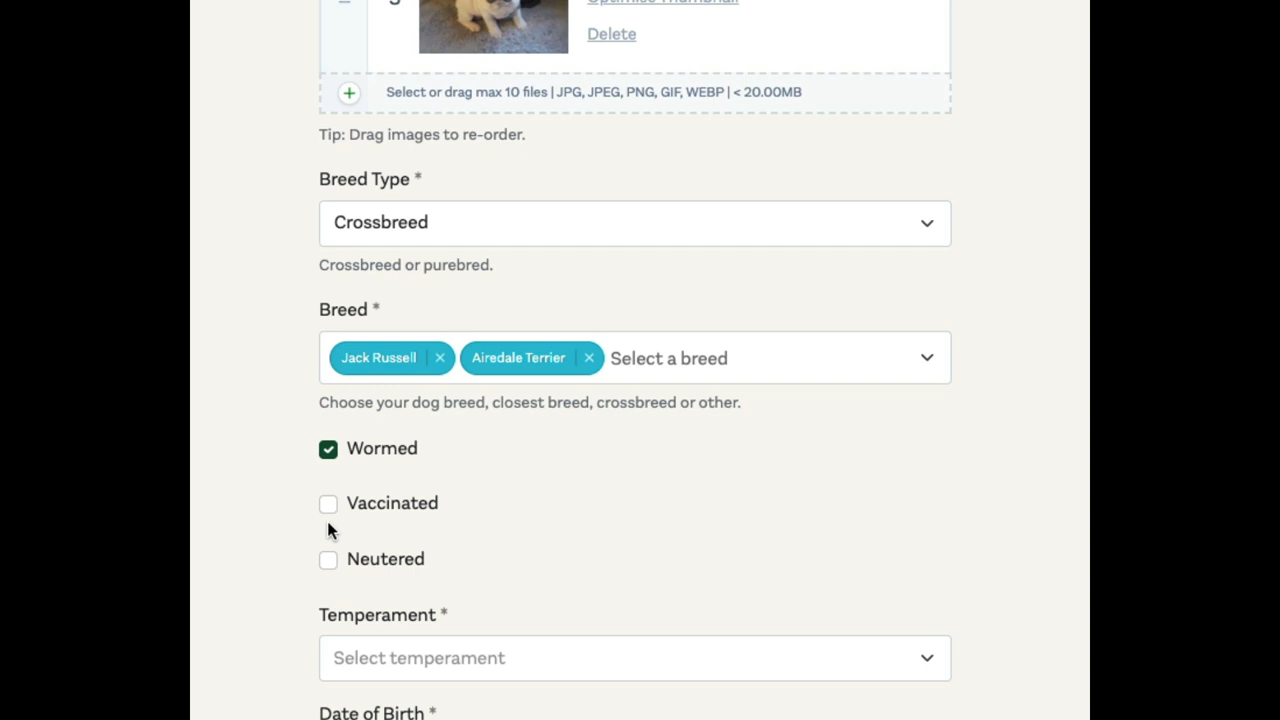 Optimise Thumbnail
Delete
Select or drag max 10 files | JPG, JPEG, PNG, GIF, WEBP | < 20.00MB
Tip: Drag images to re-order.
Breed Type *
Crossbreed
Crossbreed or purebred.
Breed *
Jack Russell Airedale Terrier Select a breed
Choose your dog breed, closest breed, crossbreed or other.
Wormed
Vaccinated
Neutered
Temperament *
Select temperament
Date of Birth *